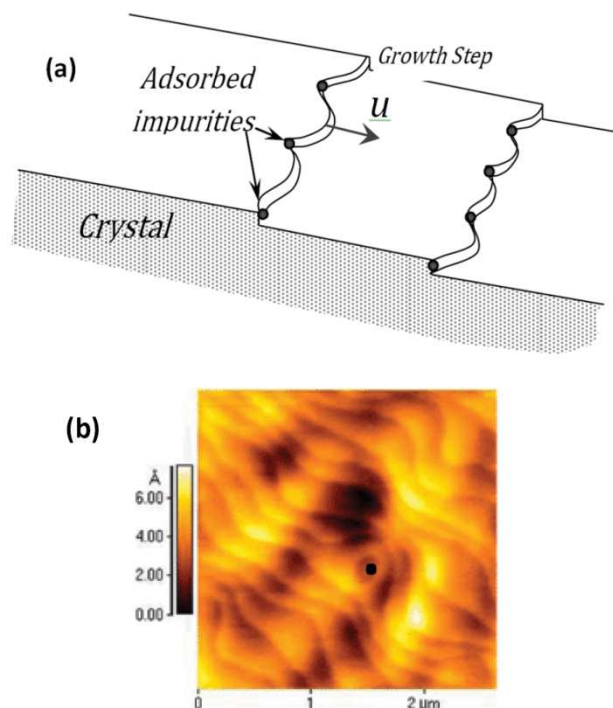 (a)
Growth Step
Adsorbed
impurities
u
Crystal
(b)
Å
6.00
4.00
2.00
0.00
0
1
2 μm